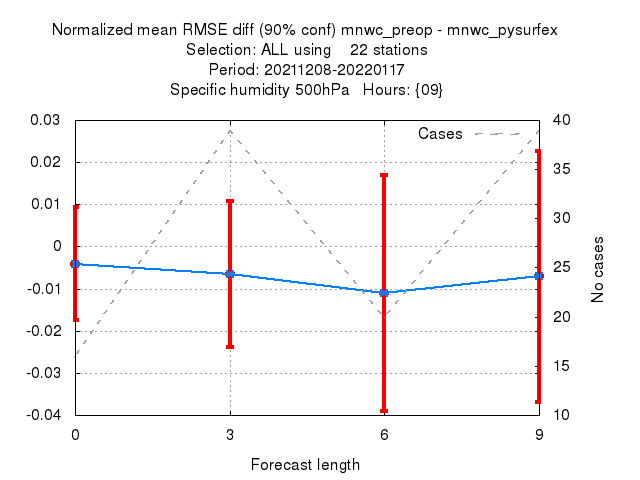 Normalized mean RMSE diff (90% conf) mnwc_preop - mnwc_pysurfex
Selection: ALL using    22 stations
Period: 20211208-20220117
Specific humidity 500hPa   Hours: {09}
Cases
0.03
0.02
0.01
0
-0.01
-0.02
-0.03
-0.04
40
35
30
25
20
15
10
No cases
0 3 6 9
Forecast length